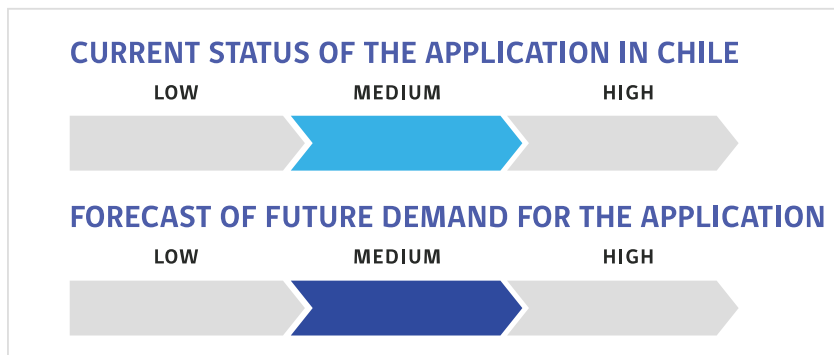 CURRENT STATUS OF THE APPLICATION IN CHILE
LOW MEDIUM HIGH
FORECAST OF FUTURE DEMAND FOR THE APPLICATION
LOW MEDIUM HIGH